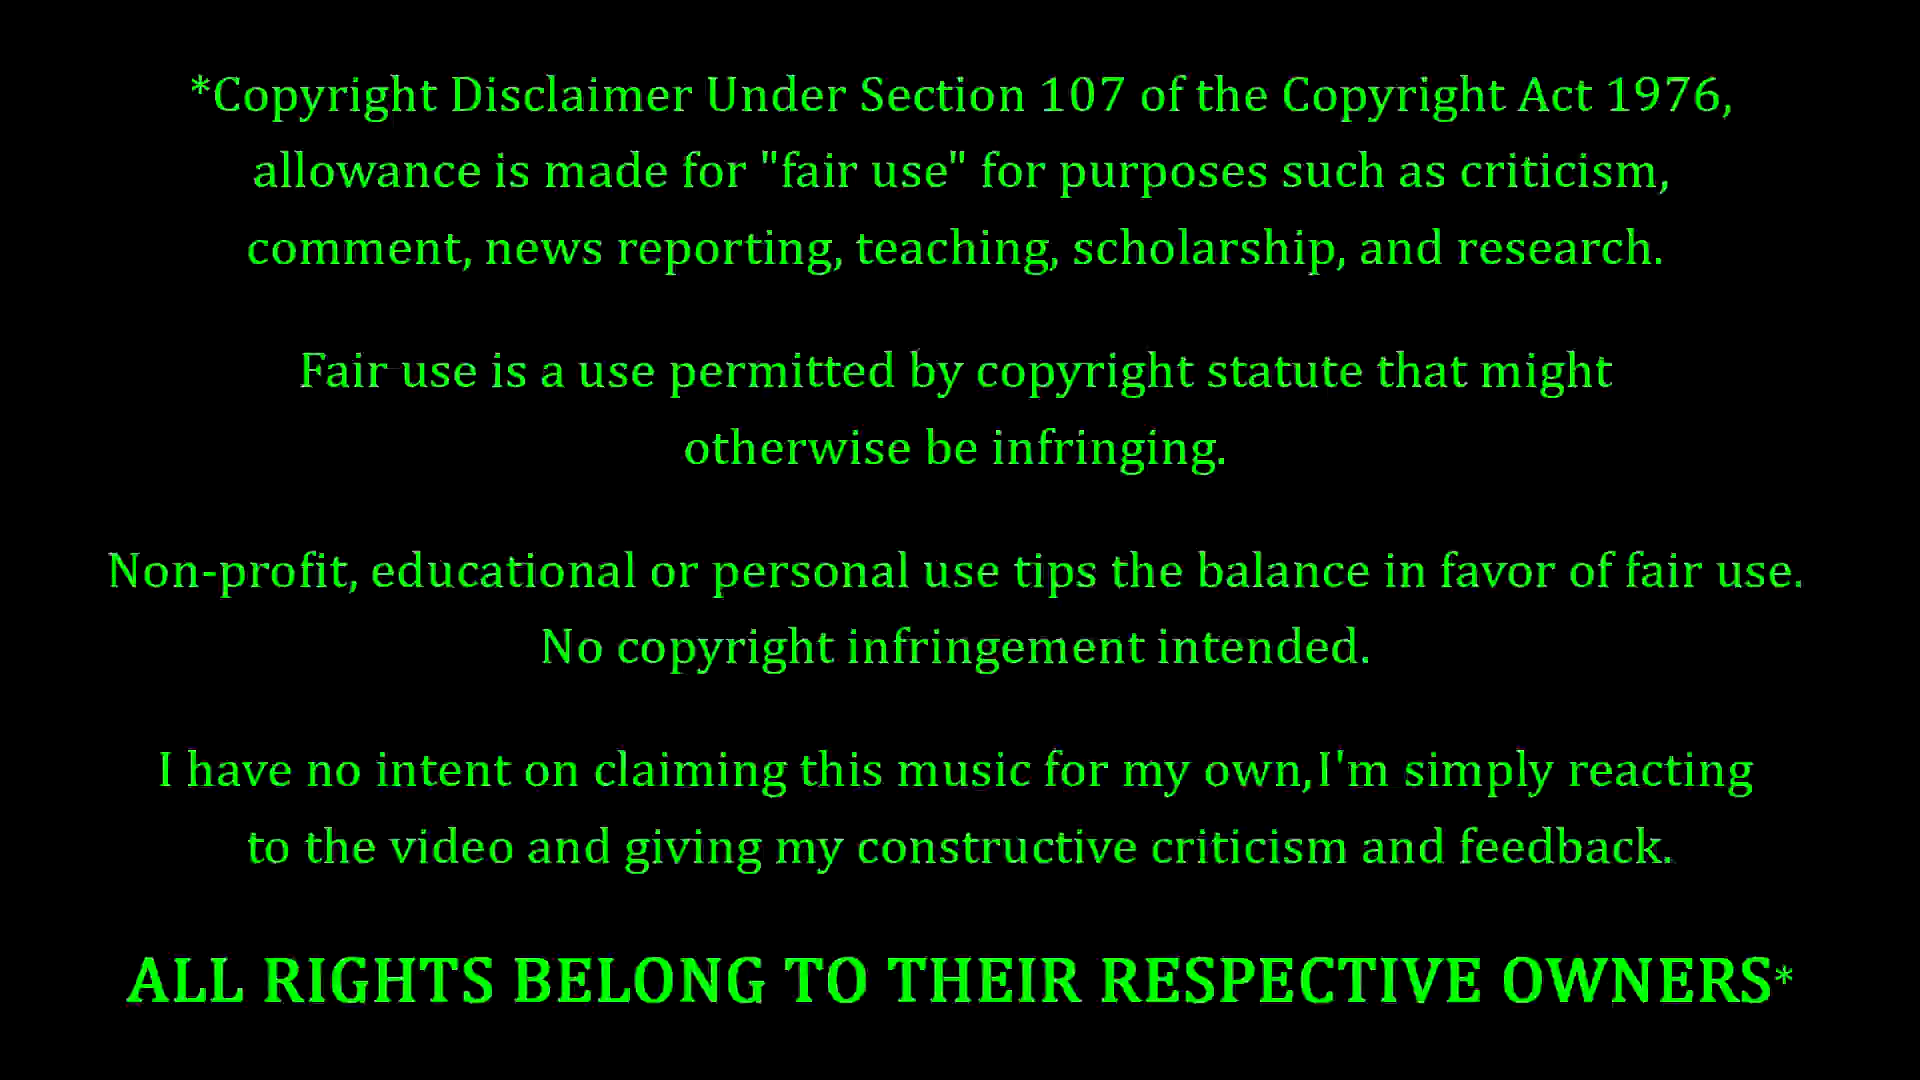 *Copyright Disclaimer Under Section 107 of the Copyright Act 1976,
allowance is made for "fair use" for purposes such as criticism,
comment, news reporting, teaching, scholarship, and research.
Fair use is a use permitted by copyright statute that might
otherwise be infringing.
Non-profit, educational or personal use tips the balance in favor of fair use.
No copyright infringement intended.
I have no intent on claiming this music for my own,I'm simply reacting
to the video and giving my constructive criticism and feedback.
ALL RIGHTS BELONG TO THEIR RESPECTIVE OWNERS*